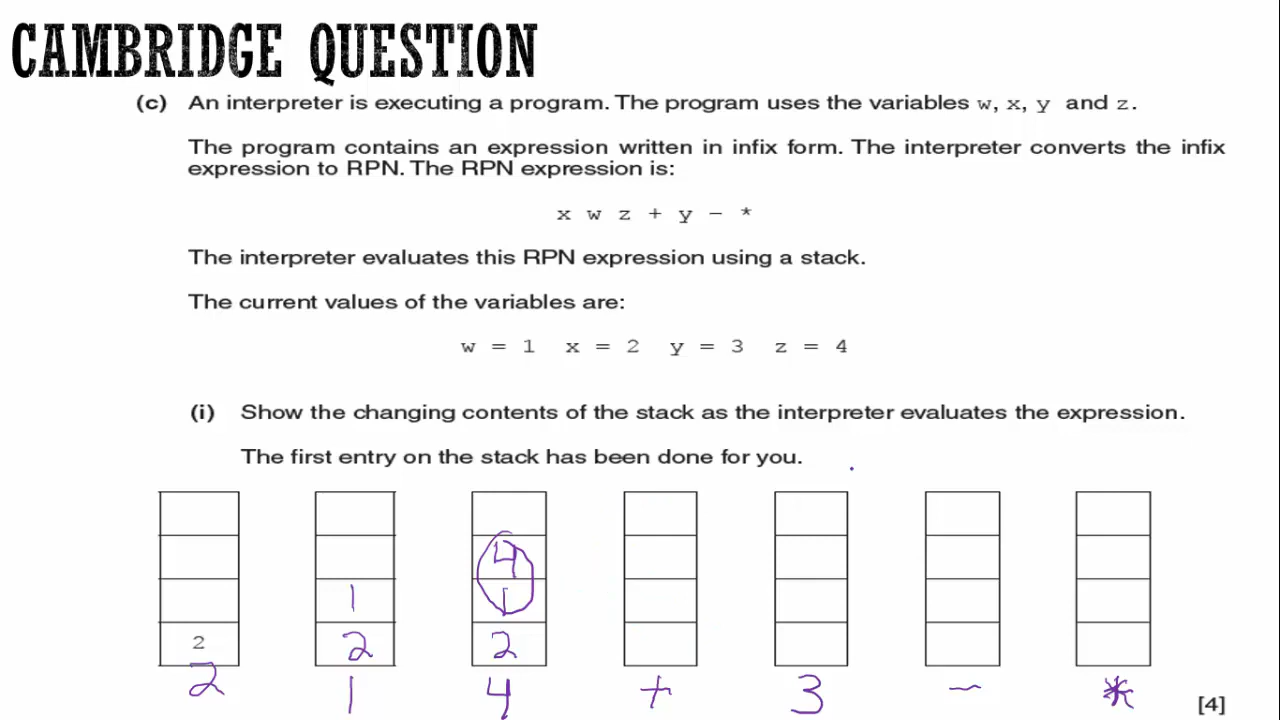 CAMBRIDGE QUESTION
(c) An interpreter is executing a program. The program uses the variables w, x, y and z.
The program contains an expression written in infix form. The interpreter converts the infix
expression to RPN. The RPN expression is:
x w z + y - *
The interpreter evaluates this RPN expression using a stack.
The current values of the variables are:
w = 1 x = 2 y = 3 z = 4
(i) Show the changing contents of the stack as the interpreter evaluates the expression.
The first entry on the stack has been done for you.
4
1 1
2 2 2
2 1 4 + 3 - *
[4]